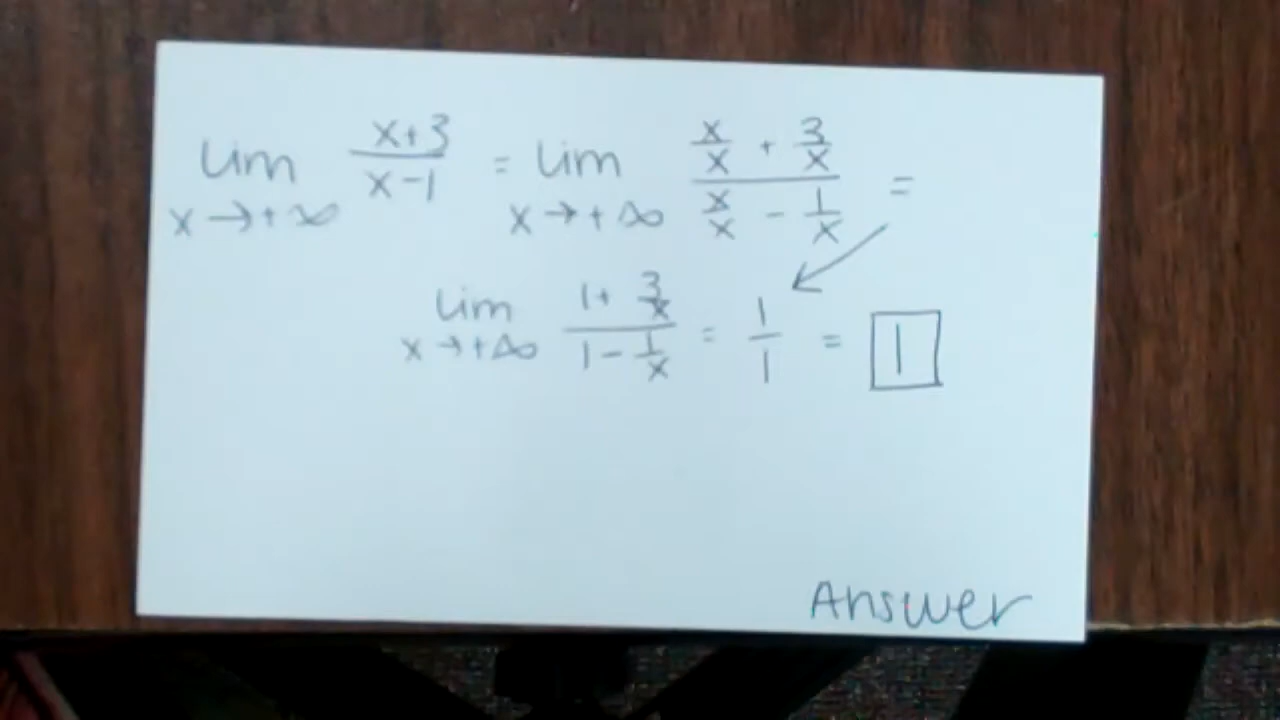 lim x→+∞ (x+3)/(x-1) = lim x→+∞ (x/x + 3/x)/(x/x - 1/x) =
lim x→+∞ (1+ 3/x)/(1 - 1/x) = 1/1 = 1
Answer